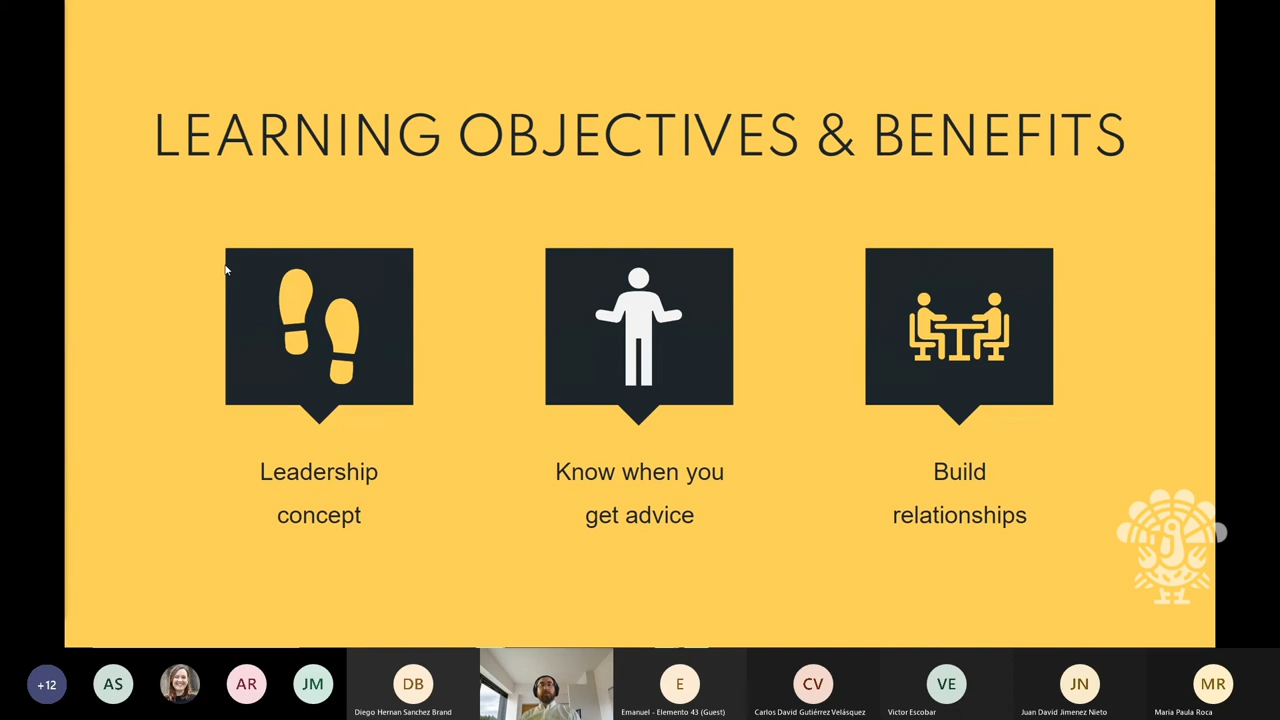 LEARNING OBJECTIVES & BENEFITS
Leadership
concept
Know when you
get advice
Build
relationships
+12
AS
AR
JM
DB
E
CV
VE
JN
MR
Diego Hernan Sanchez Brand
Emanuel - Elemento 43 (Guest)
Carlos David Gutiérrez Velásquez
Victor Escobar
Juan David Jimenez Nieto
Maria Paula Roca